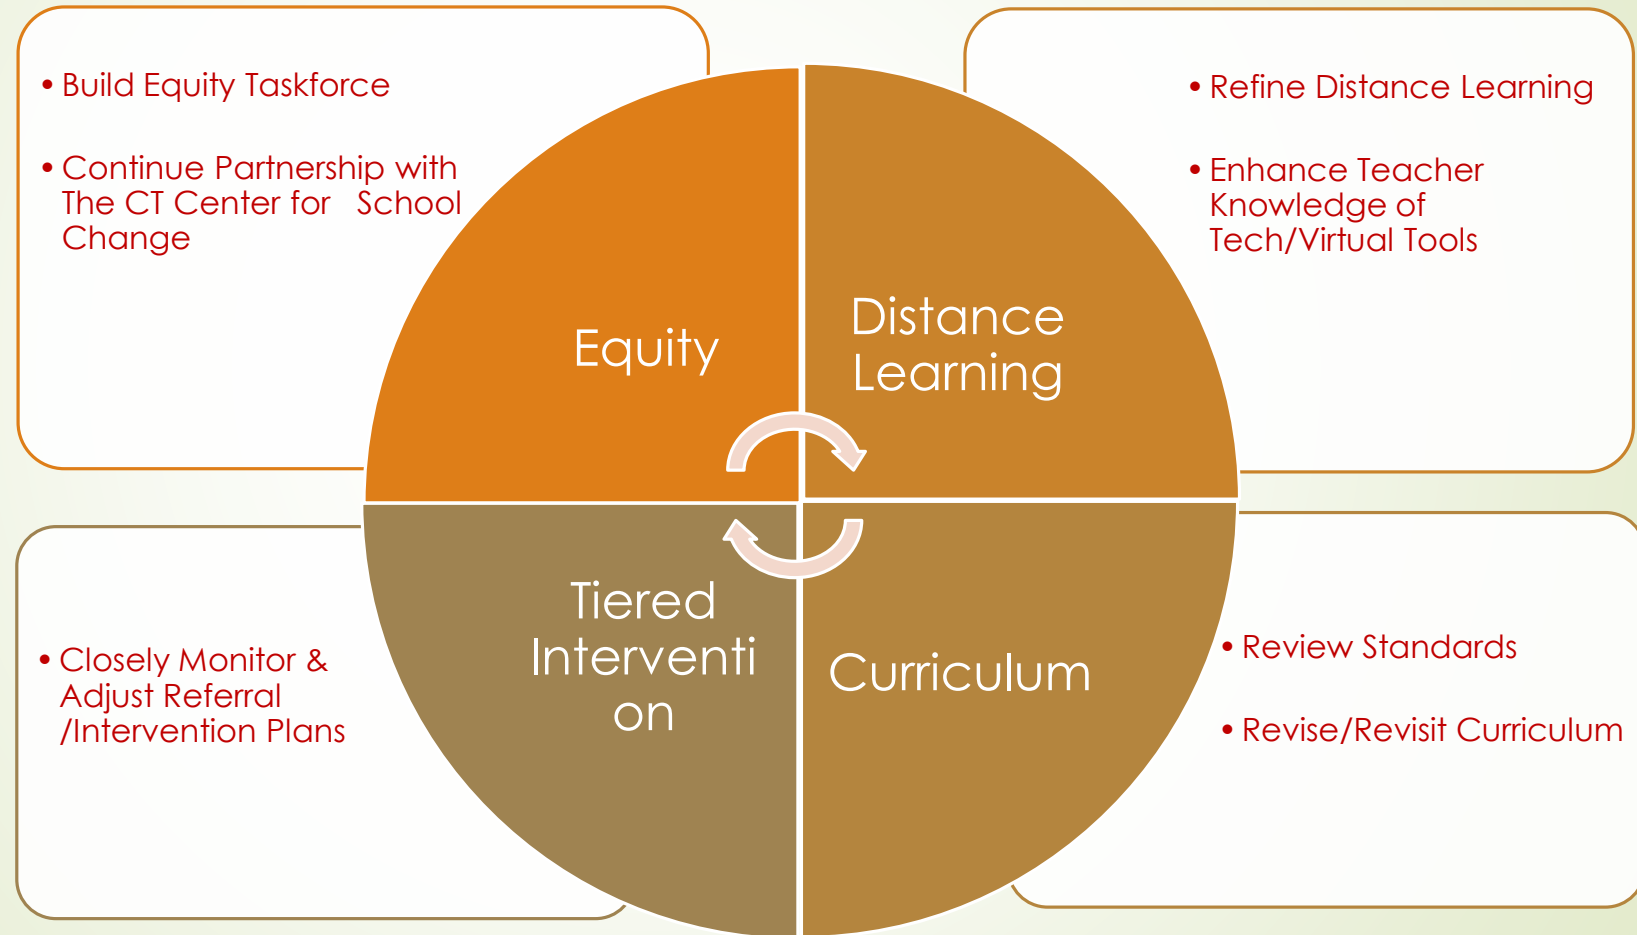 • Build Equity Taskforce
• Continue Partnership with
The CT Center for   School
Change
• Refine Distance Learning
• Enhance Teacher
Knowledge of
Tech/Virtual Tools
Equity
Distance
Learning
Tiered
Interventi
on
Curriculum
• Closely Monitor &
Adjust Referral
/Intervention Plans
• Review Standards
• Revise/Revisit Curriculum